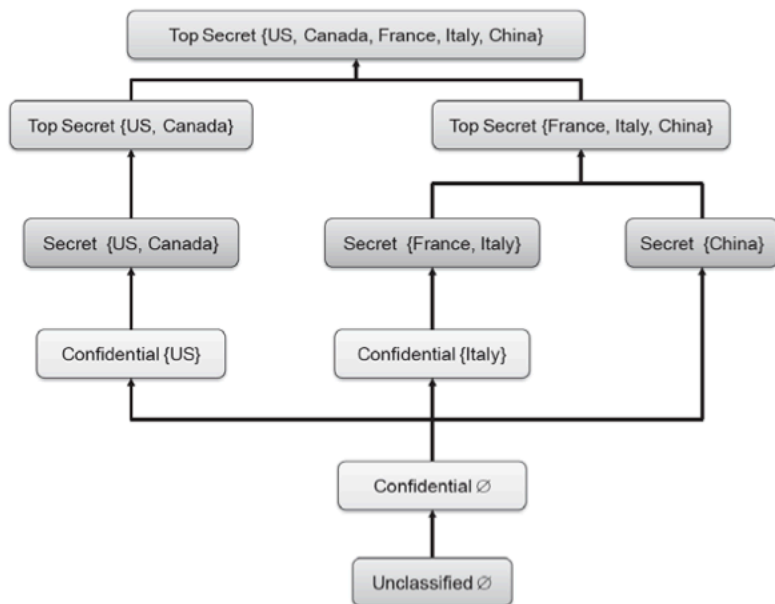 Top Secret {US, Canada, France, Italy, China}
Top Secret {US, Canada}
Top Secret {France, Italy, China}
Secret {US, Canada}
Secret {France, Italy}
Secret {China}
Confidential {US}
Confidential {Italy}
Confidential ∅
Unclassified ∅